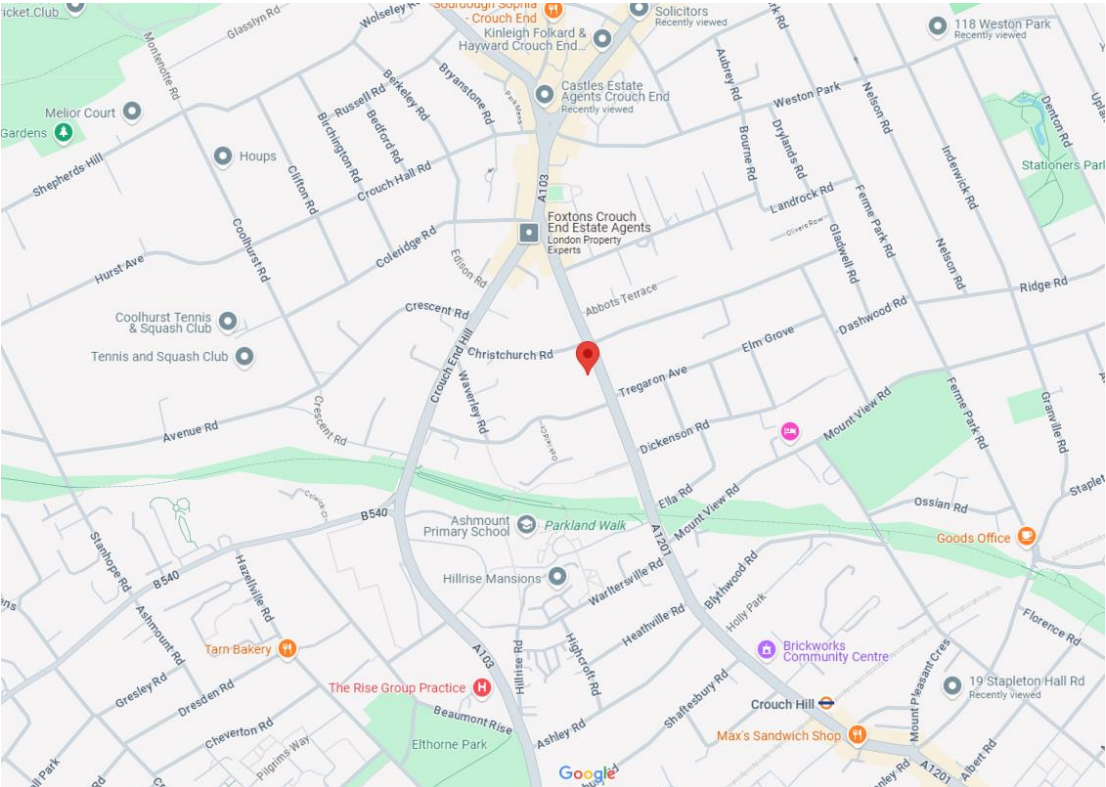 cricket.Club
Glasslyn Rd
Wolseley Rd
Sourdough Sophia
- Crouch End
Kinleigh Folkard &
Hayward Crouch End...
Solicitors
Recently viewed
118 Weston Park
Recently viewed
Montenotte Rd
Castles Estate
Agents Crouch End
Recently viewed
Aubrey Rd
Park Rd
Weston Park
Nelson Rd
Denton Rd
Melior Court
Gardens
Russell Rd
Berkeley Rd
Bryanstone Rd
Park Mews
Birchington Rd
Bedford Rd
Bourne Rd
Drylands Rd
Inderwick Rd
Stationers Park
Houps
Shepherds Hill
Clifton Rd
Crouch Hall Rd
A103
Landrock Rd
Ferme Park Rd
Olivers Row
Gladwell Rd
Nelson Rd
Foxtons Crouch
End Estate Agents
London Property
Experts
Coolhurst Rd
Coleridge Rd
Edison Rd
Hurst Ave
Abbots Terrace
Ridge Rd
Crescent Rd
Dashwood Rd
Coolhurst Tennis
& Squash Club
Tennis and Squash Club
Elm Grove
Christchurch Rd
Crouch End Hill
Waverley Rd
Tregaron Ave
Mount View Rd
Ferme Park Rd
Granville Rd
Crescent Rd
Avenue Rd
Dickenson Rd
Oakfield Ct
Colwick Cl
Ella Rd
Mount View Rd
Ossian Rd
B540
Ashmount
Primary School
Parkland Walk
A1201
Goods Office
Stanhope Rd
Hazellville Rd
Hillrise Mansions
Warltersville Rd
Blythwood Rd
B540
Ashmount Rd
Heathville Rd
Holly Park
Florence Rd
Tarn Bakery
Hillrise Rd
Highcroft Rd
Brickworks
Community Centre
A103
Gresley Rd
Dresden Rd
The Rise Group Practice
Shaftesbury Rd
Mount Pleasant Cres
19 Stapleton Hall Rd
Recently viewed
Crouch Hill
Beaumont Rise
Cheverton Rd
Ashley Rd
Max's Sandwich Shop
Elthorne Park
Pilgrims Way
Albert Rd
A1201
Google